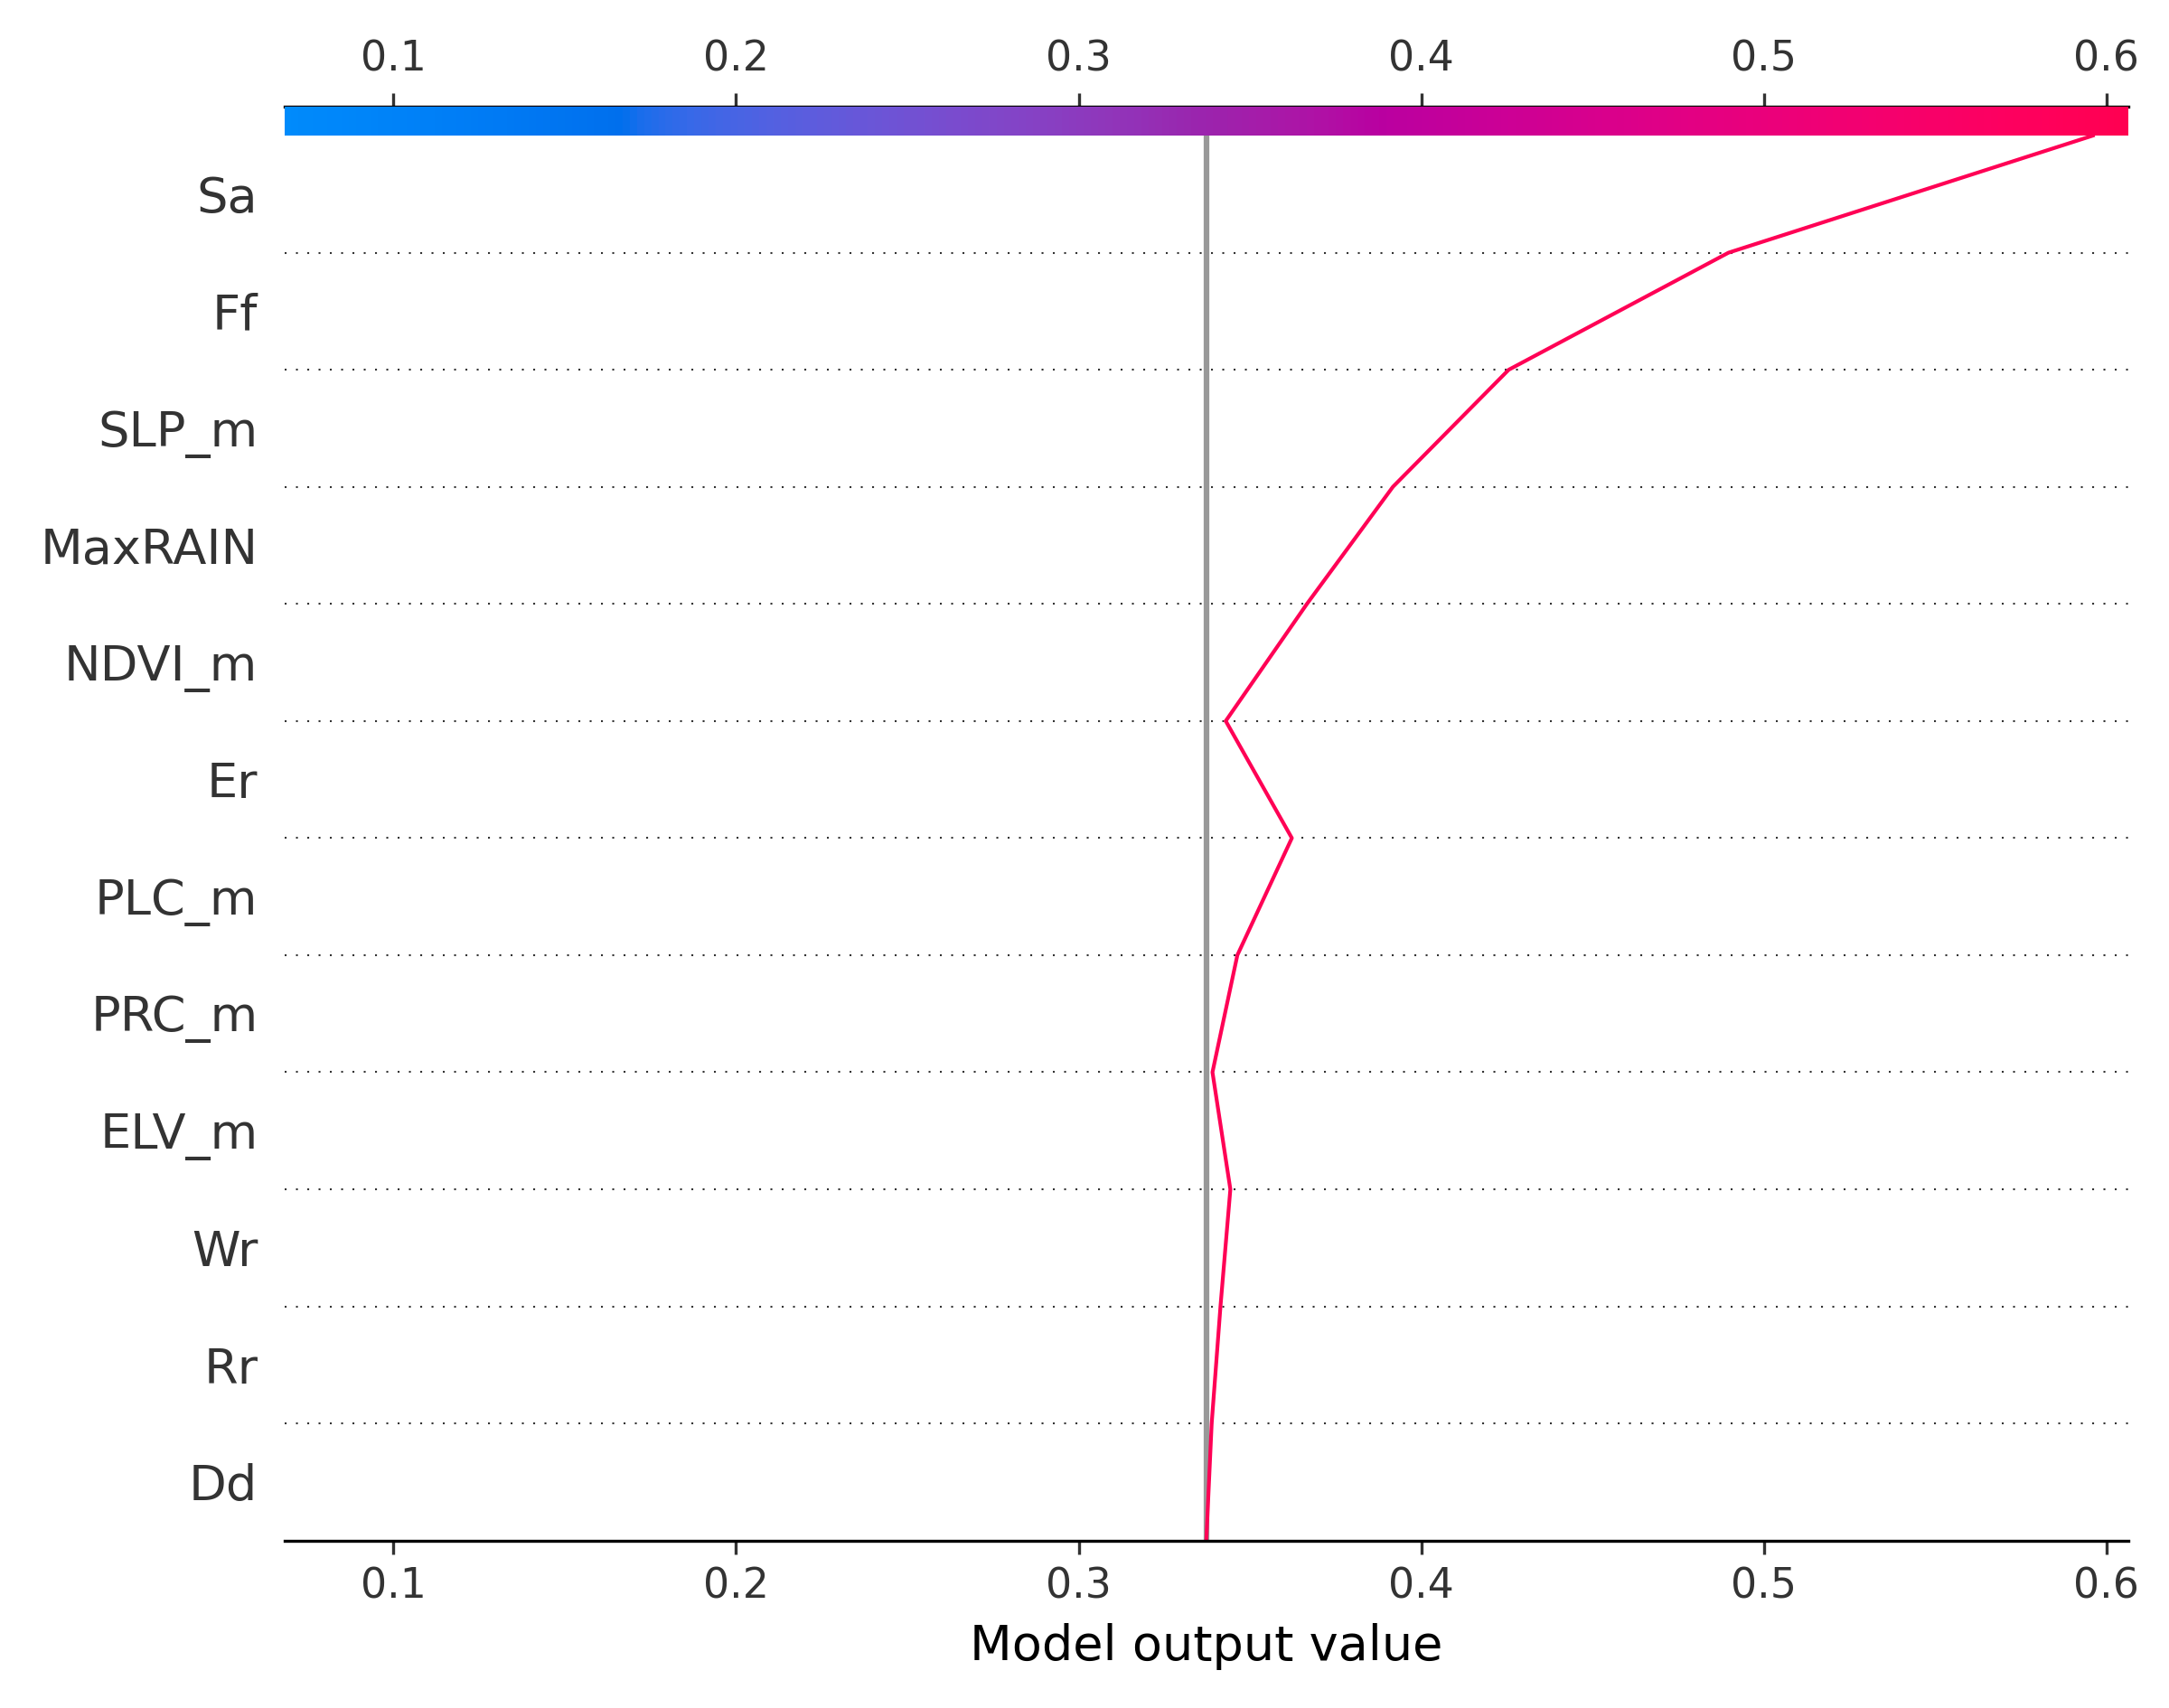 0.1 0.2 0.3 0.4 0.5 0.6
Sa
Ff
SLP_m
MaxRAIN
NDVI_m
Er
PLC_m
PRC_m
ELV_m
Wr
Rr
Dd
0.1 0.2 0.3 0.4 0.5 0.6
Model output value